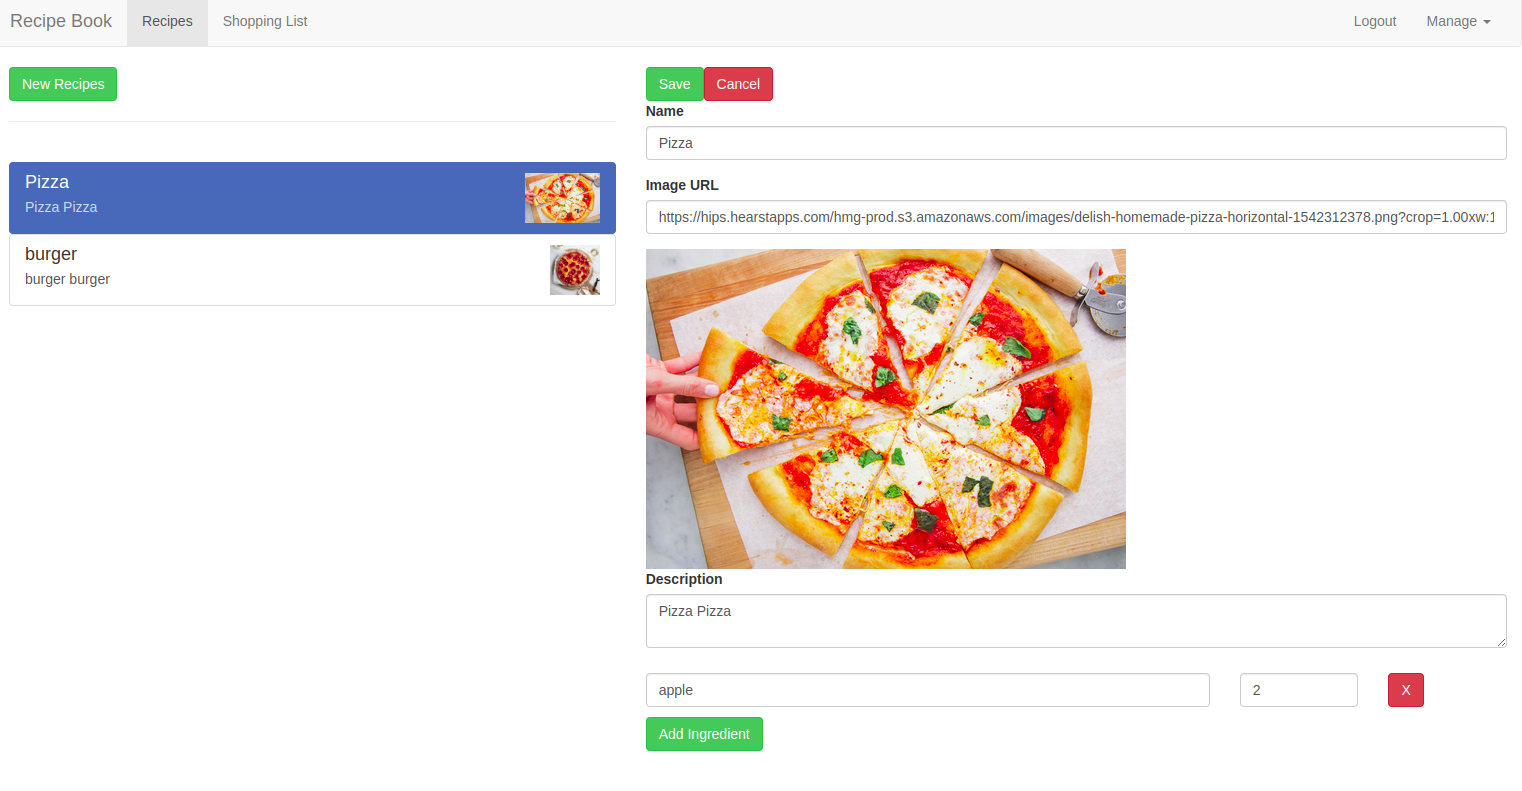 Recipe Book Recipes Shopping List Logout Manage
New Recipes
Pizza
Pizza Pizza
burger
burger burger
Save Cancel
Name
Pizza
Image URL
https://hips.hearstapps.com/hmg-prod.s3.amazonaws.com/images/delish-homemade-pizza-horizontal-1542312378.png?crop=1.00xw:1
Description
Pizza Pizza
apple 2 X
Add Ingredient